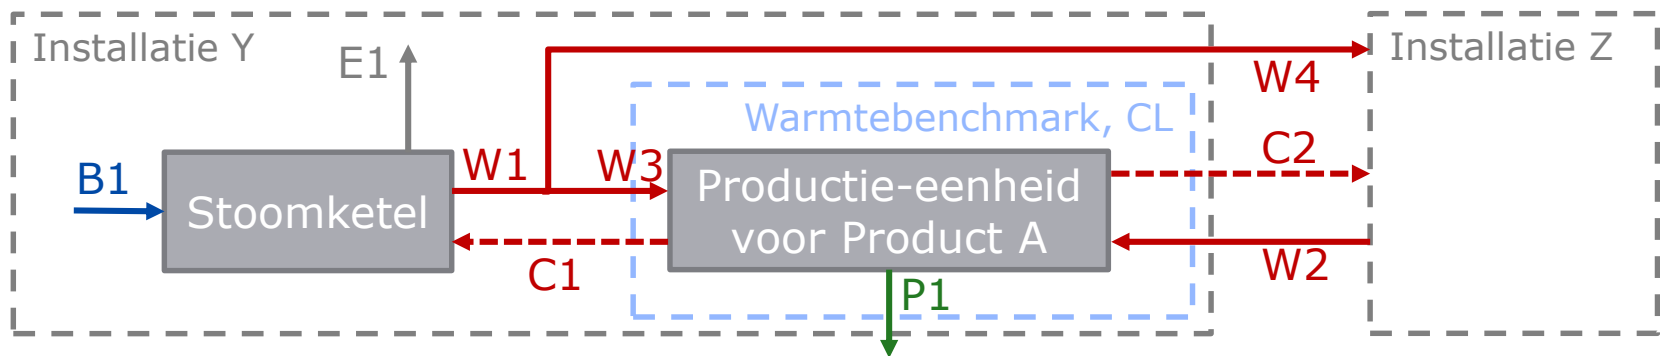 Installatie Y
E1
Installatie Z
W4
Warmtebenchmark, CL
C2
B1
W1
W3
Stoomketel
Productie-eenheid
voor Product A
C1
W2
P1